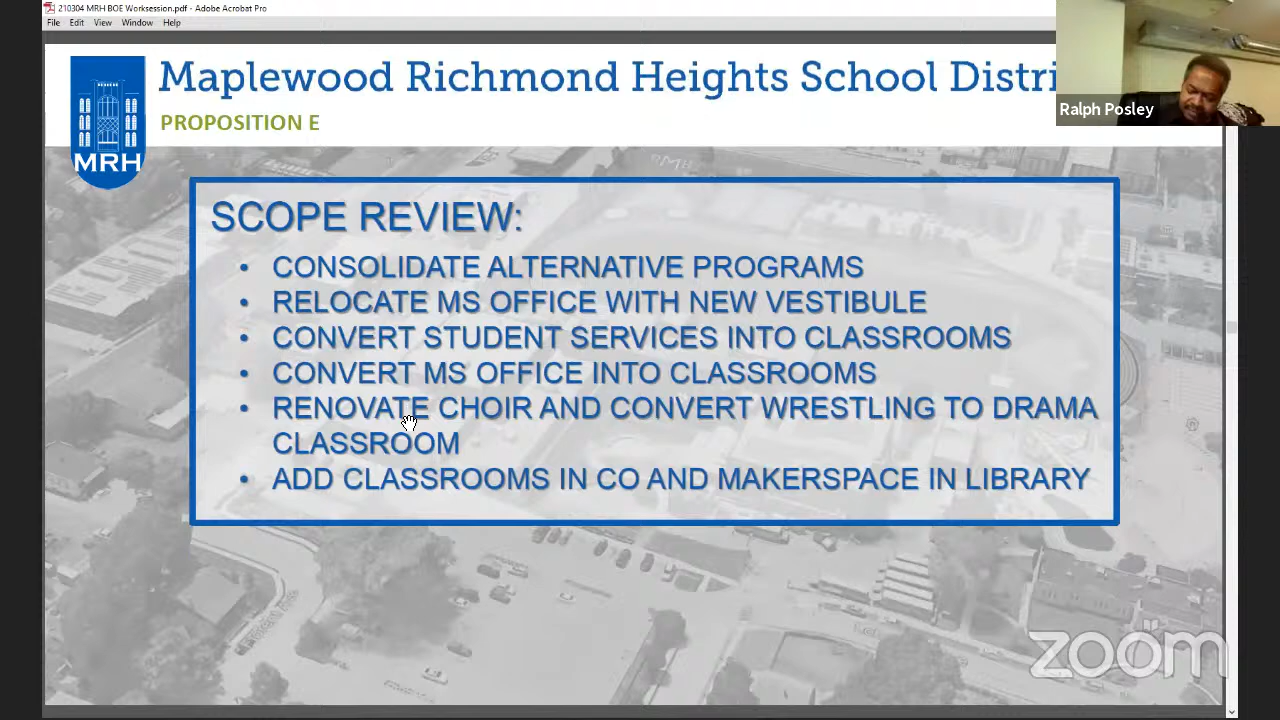 210304 MRH BOE Worksession.pdf - Adobe Acrobat Pro
File Edit View Window Help
Maplewood Richmond Heights School Distri
PROPOSITION E
MRH
Ralph Posley
SCOPE REVIEW:
• CONSOLIDATE ALTERNATIVE PROGRAMS
• RELOCATE MS OFFICE WITH NEW VESTIBULE
• CONVERT STUDENT SERVICES INTO CLASSROOMS
• CONVERT MS OFFICE INTO CLASSROOMS
• RENOVATE CHOIR AND CONVERT WRESTLING TO DRAMA
CLASSROOM
• ADD CLASSROOMS IN CO AND MAKERSPACE IN LIBRARY
zoom